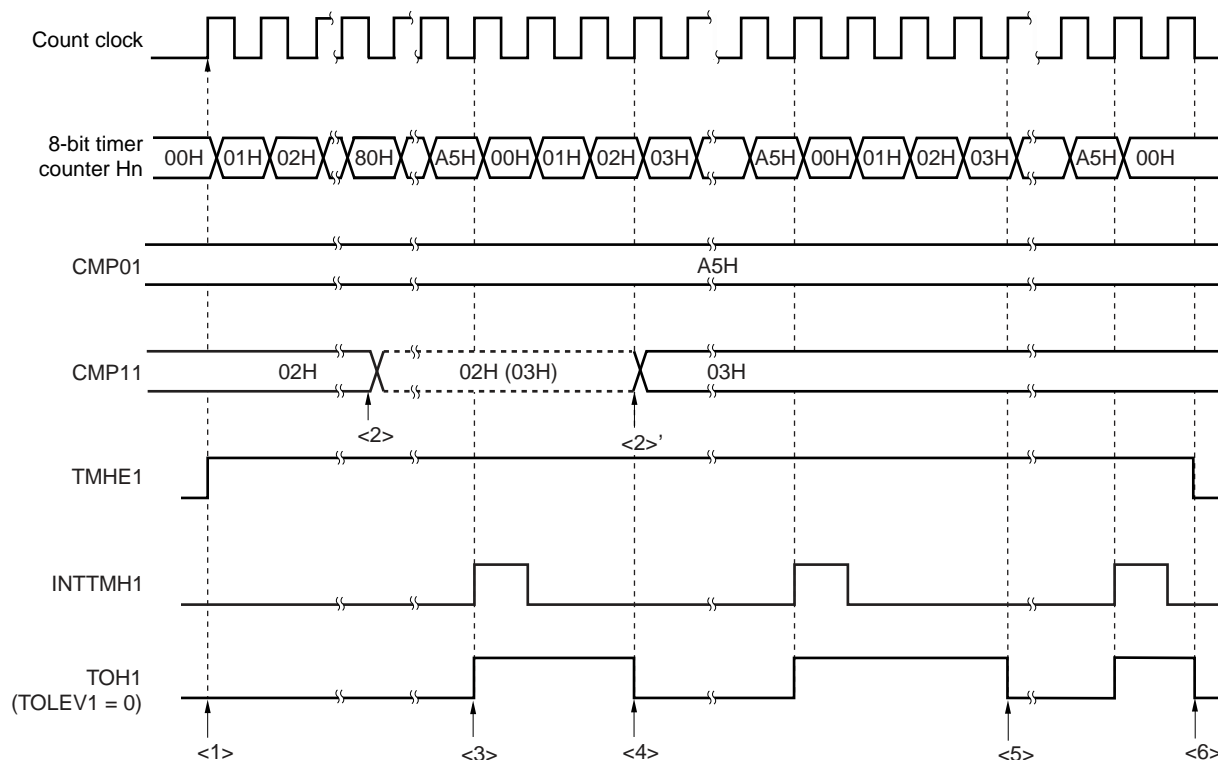 Count clock
8-bit timer
counter Hn
00H 01H 02H 80H A5H 00H 01H 02H 03H A5H 00H 01H 02H 03H A5H 00H
CMP01
A5H
CMP11
02H 02H (03H) 03H
<2> <2>’
TMHE1
INTTMH1
TOH1
(TOLEV1 = 0)
<1> <3> <4> <5> <6>